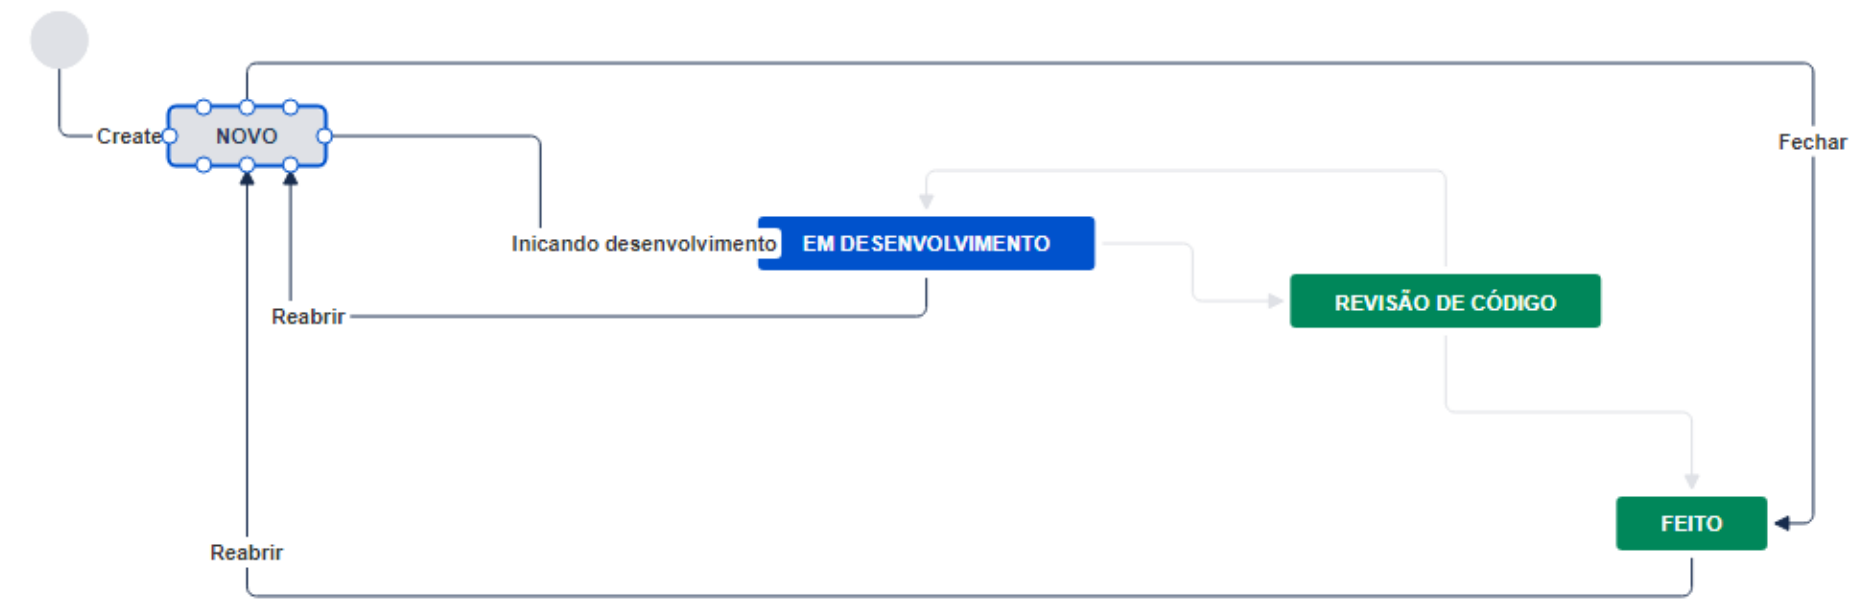 Create
NOVO
Fechar
Inicando desenvolvimento
EM DESENVOLVIMENTO
REVISÃO DE CÓDIGO
Reabrir
FEITO
Reabrir